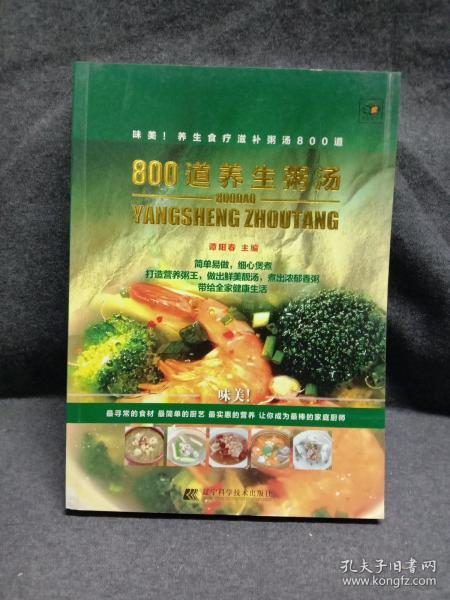 味美！养生食疗滋补粥汤800道
800道养生粥汤
800DAO
YANGSHENG ZHOUTANG
谭阳春 主编
简单易做，细心煲煮
打造营养粥王，做出鲜美靓汤，煮出浓郁香粥
带给全家健康生活
味美！
最寻常的食材 最简单的厨艺 最实惠的营养 让你成为最棒的家庭厨师
辽宁科学技术出版社
孔夫子旧书网
www.kongfz.com